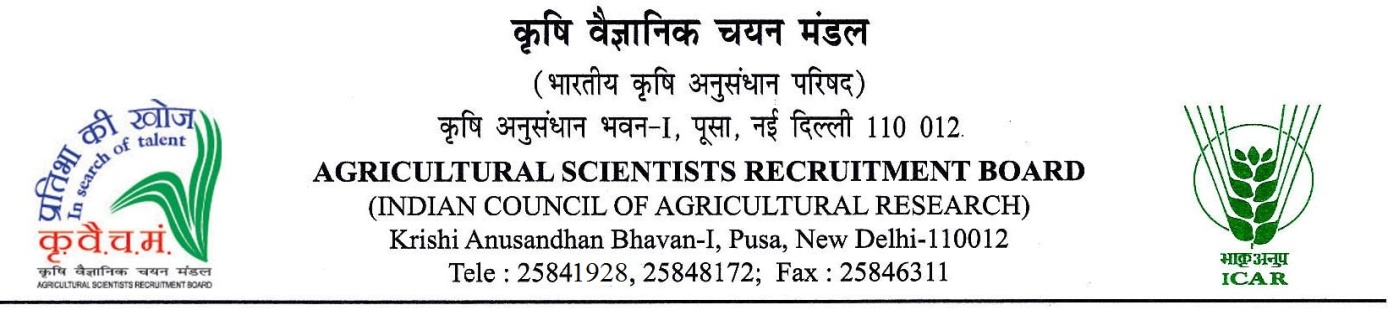 कृषि वैज्ञानिक चयन मंडल
(भारतीय कृषि अनुसंधान परिषद)
कृषि अनुसंधान भवन-I, पूसा, नई दिल्ली 110 012.
AGRICULTURAL SCIENTISTS RECRUITMENT BOARD
(INDIAN COUNCIL OF AGRICULTURAL RESEARCH)
Krishi Anusandhan Bhavan-I, Pusa, New Delhi-110012
Tele : 25841928, 25848172; Fax : 25846311
प्रतिभा की खोज
In search of talent
कृ.वै.च.मं.
कृषि वैज्ञानिक चयन मंडल
AGRICULTURAL SCIENTISTS RECRUITMENT BOARD
भाकृअनुप
ICAR